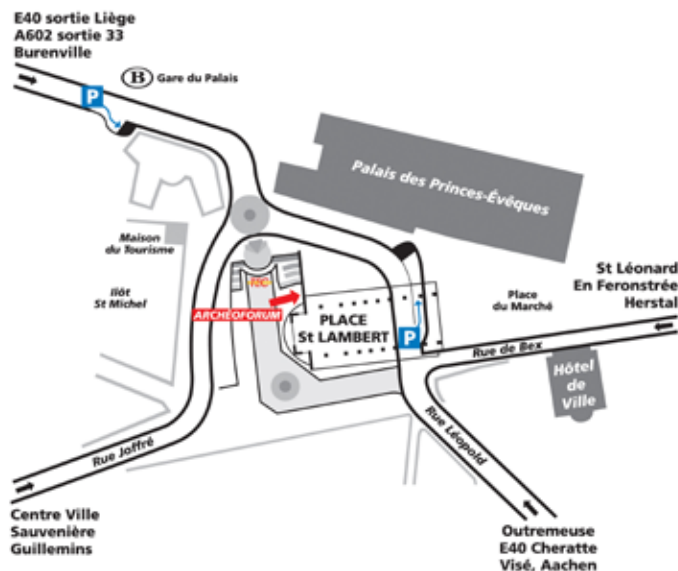 E40 sortie Liège
A602 sortie 33
Burenville
B Gare du Palais
P
Palais des Princes-Évêques
Maison
du Tourisme
Ilôt
St Michel
ARCHÉOFORUM
PLACE
St LAMBERT
P
Place
du Marché
St Léonard
En Feronstrée
Herstal
Rue de Bex
Hôtel
de
Ville
Rue Joffré
Rue Léopold
Centre Ville
Sauvenière
Guillemins
Outremeuse
E40 Cheratte
Visé, Aachen